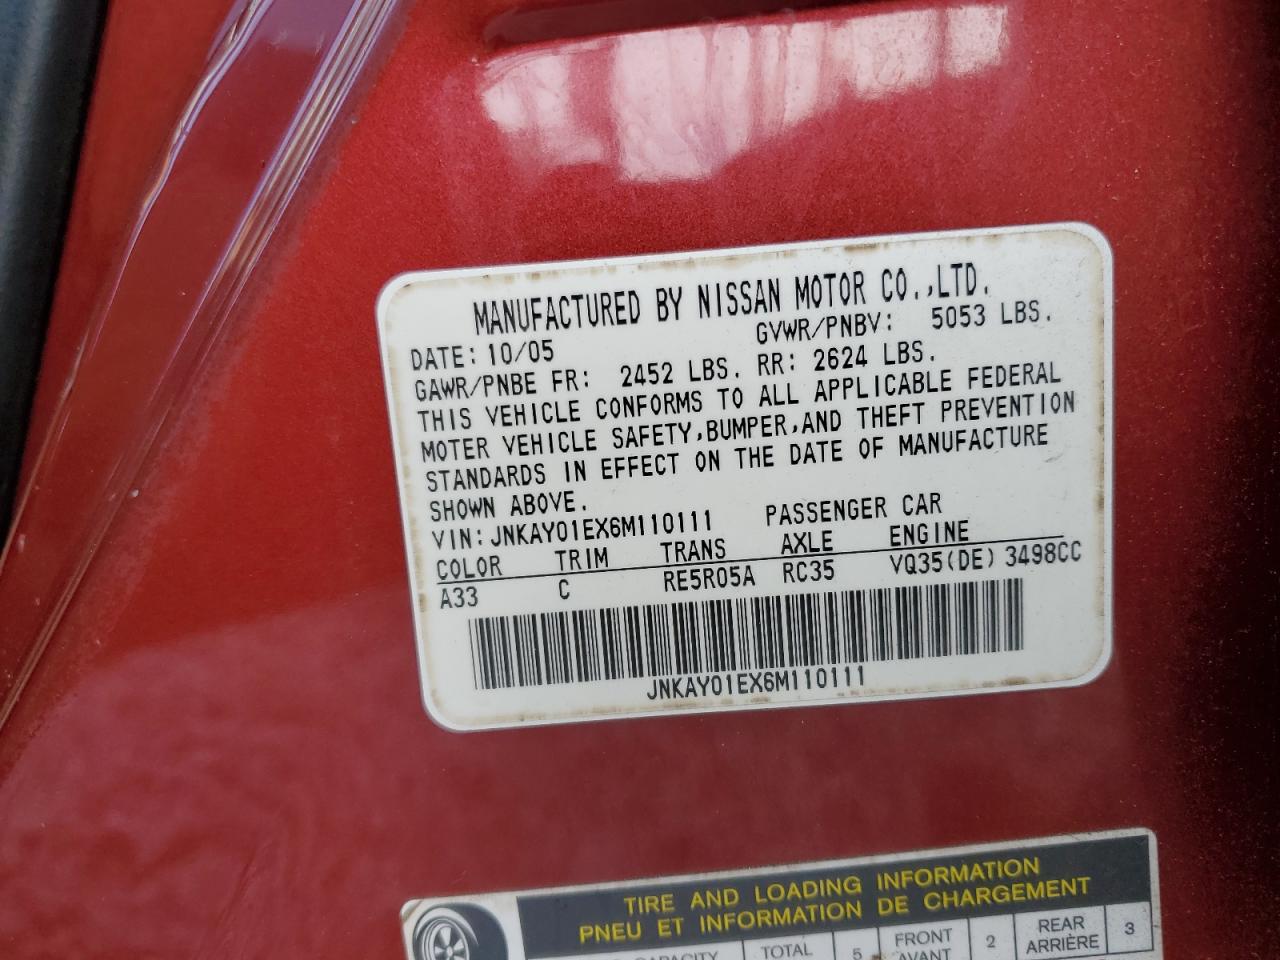 MANUFACTURED BY NISSAN MOTOR CO.,LTD.
DATE: 10/05 GVWR/PNBV: 5053 LBS.
GAWR/PNBE FR: 2452 LBS. RR: 2624 LBS.
THIS VEHICLE CONFORMS TO ALL APPLICABLE FEDERAL
MOTER VEHICLE SAFETY,BUMPER,AND THEFT PREVENTION
STANDARDS IN EFFECT ON THE DATE OF MANUFACTURE
SHOWN ABOVE.
VIN: JNKAY01EX6M110111 PASSENGER CAR
COLOR TRIM TRANS AXLE ENGINE
A33 C RE5R05A RC35 VQ35(DE) 3498CC
JNKAY01EX6M110111
TIRE AND LOADING INFORMATION
PNEU ET INFORMATION DE CHARGEMENT
CAPACITY TOTAL 5 FRONT 2 REAR 3
AVANT ARRIÈRE